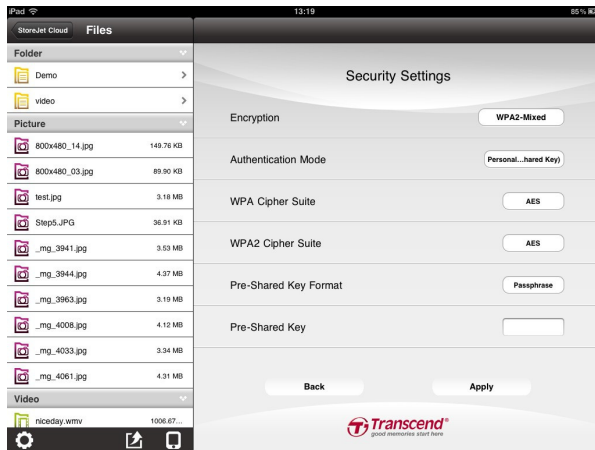 iPad 13:19 85%
StoreJet Cloud Files
Folder
Demo
video
Picture
800x480_14.jpg 149.76 KB
800x480_03.jpg 89.90 KB
test.jpg 3.18 MB
Step5.JPG 36.91 KB
_mg_3941.jpg 3.53 MB
_mg_3944.jpg 4.37 MB
_mg_3963.jpg 3.19 MB
_mg_4008.jpg 4.12 MB
_mg_4033.jpg 3.34 MB
_mg_4061.jpg 4.31 MB
Video
niceday.wmv 1006.67...
Security Settings
Encryption WPA2-Mixed
Authentication Mode Personal...hared Key)
WPA Cipher Suite AES
WPA2 Cipher Suite AES
Pre-Shared Key Format Passphrase
Pre-Shared Key
Back Apply
Transcend®
good memories start here